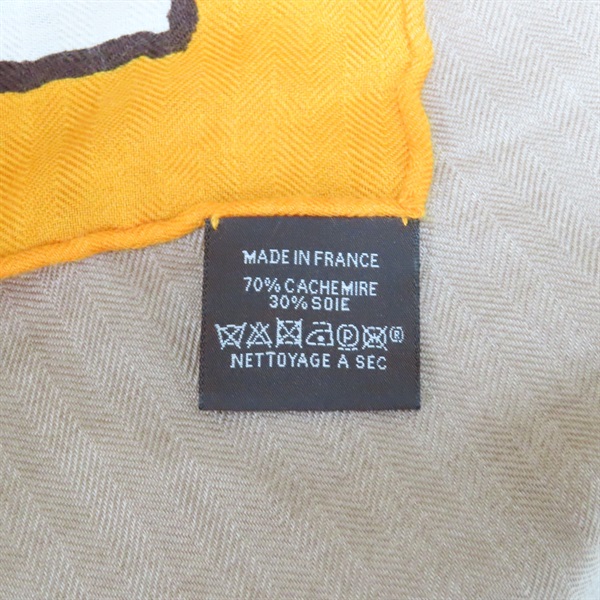 MADE IN FRANCE
70% CACHEMIRE
30% SOIE
P ®
NETTOYAGE A SEC